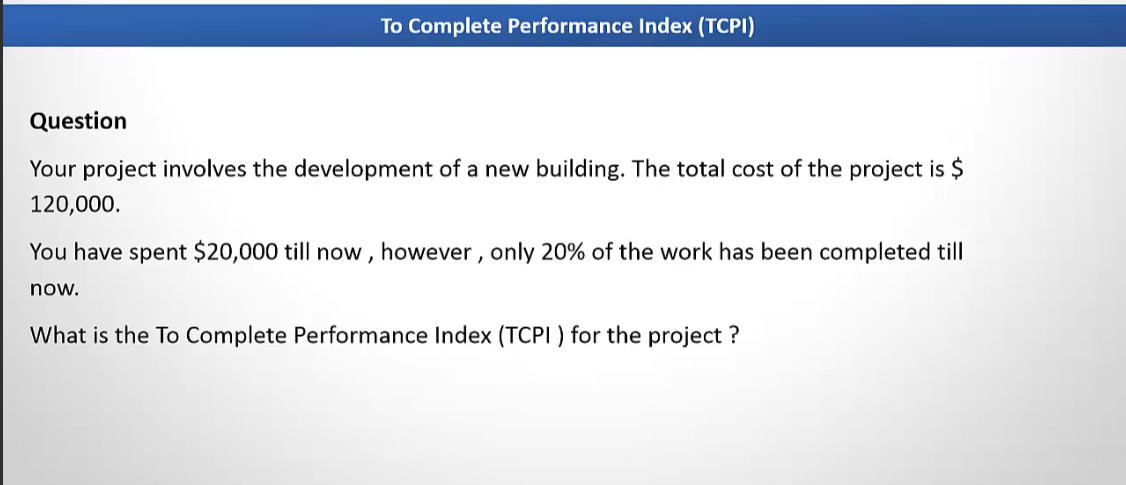 To Complete Performance Index (TCPI)
Question
Your project involves the development of a new building. The total cost of the project is $
120,000.
You have spent $20,000 till now , however , only 20% of the work has been completed till
now.
What is the To Complete Performance Index (TCPI ) for the project ?